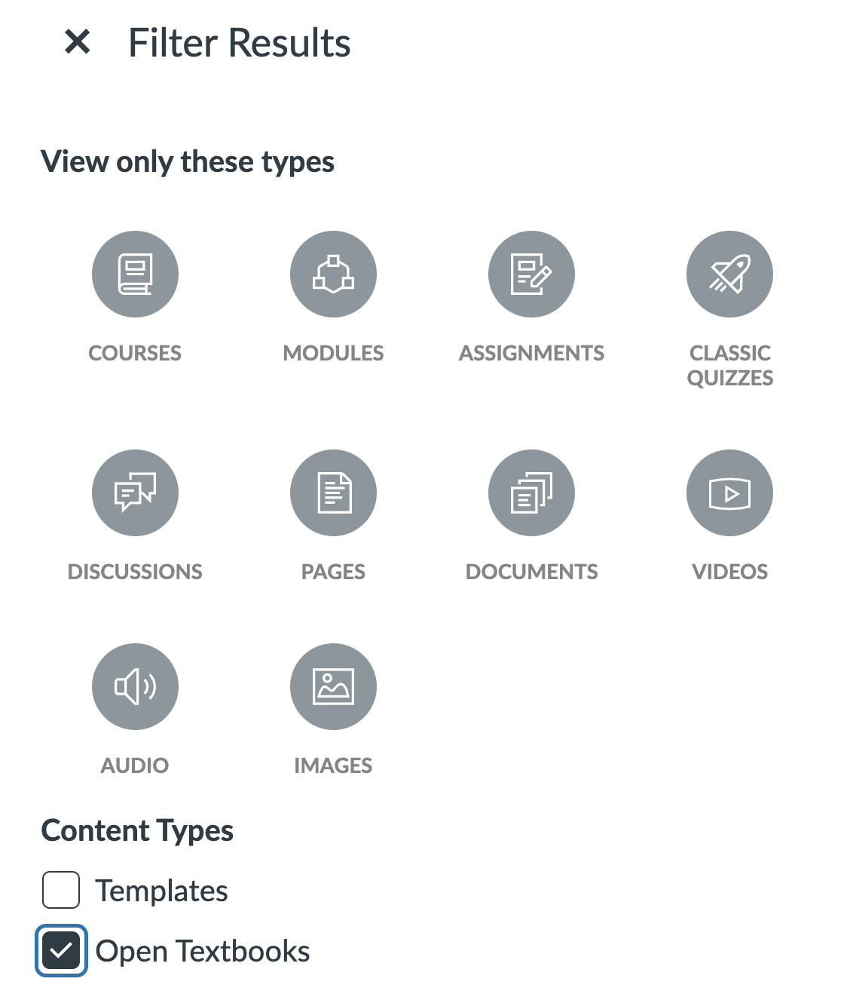 Filter Results
View only these types
COURSES
MODULES
ASSIGNMENTS
CLASSIC
QUIZZES
DISCUSSIONS
PAGES
DOCUMENTS
VIDEOS
AUDIO
IMAGES
Content Types
Templates
Open Textbooks